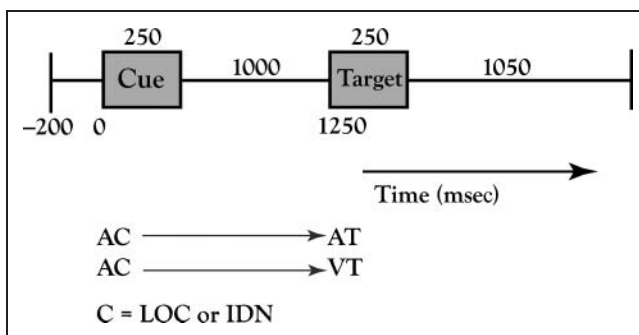 250 250
Cue 1000 Target 1050
–200 0 1250
Time (msec)
AC AT
AC VT
C = LOC or IDN